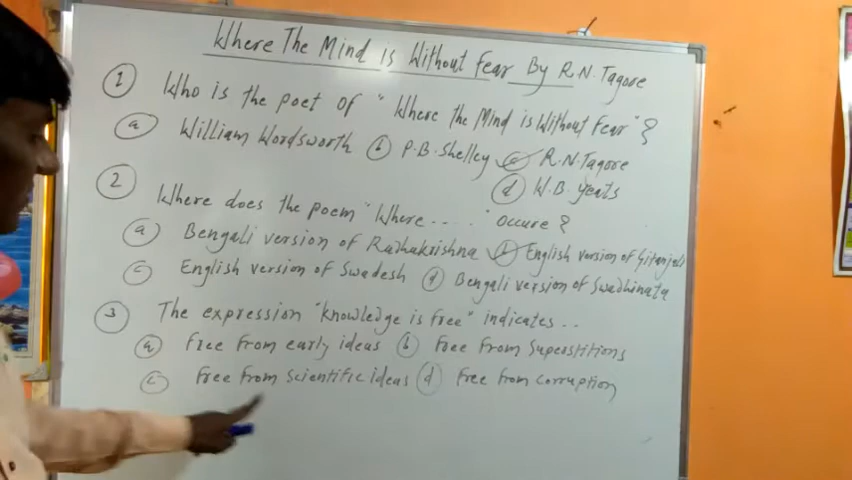 Where The Mind is Without Fear By R.N. Tagore
1 Who is the poet of "Where the Mind is Without Fear"?
a William Wordsworth b P.B. Shelley c R.N. Tagore
d W.B. Yeats
2 Where does the poem "Where....." occure?
a Bengali version of Radhakrishna b English version of Gitanjali
c English version of Swadesh d Bengali version of Swadhinata
3 The expression "knowledge is free" indicates..
a Free from early ideas b Free from superstitions
c Free from scientific ideas d Free from corruption